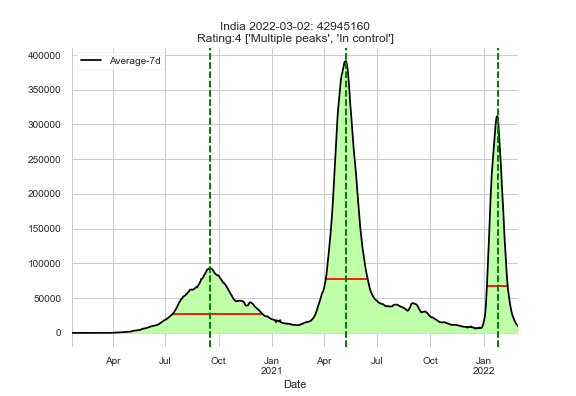 India 2022-03-02: 42945160
Rating:4 ['Multiple peaks', 'In control']
Average-7d
400000
350000
300000
250000
200000
150000
100000
50000
0
Apr Jul Oct Jan Apr Jul Oct Jan
2021 2022
Date